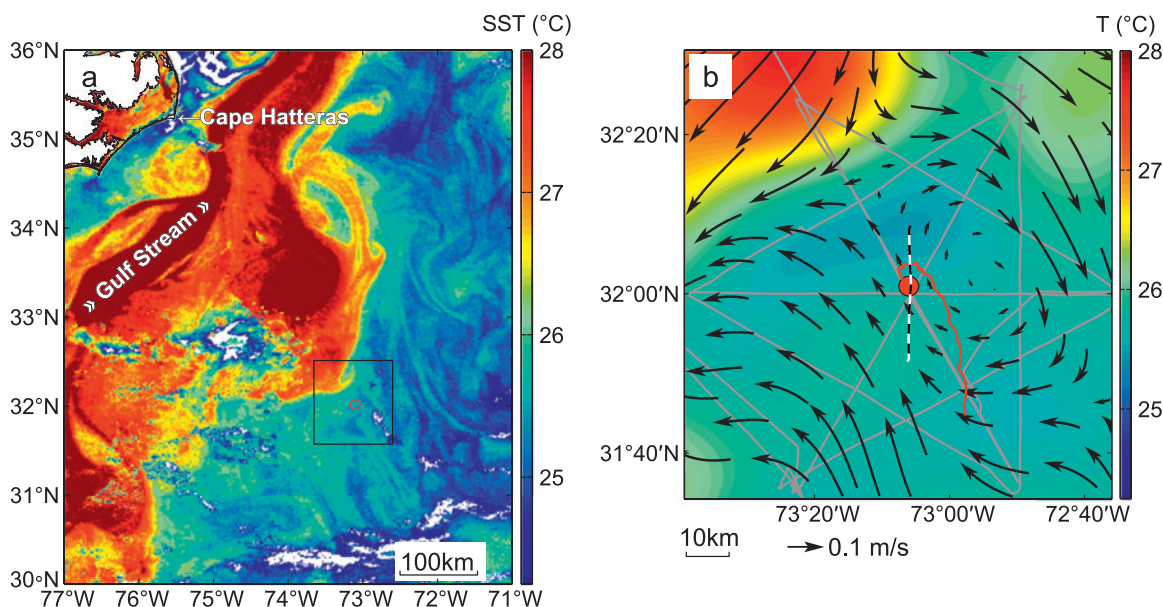 SST (°C)
T (°C)
36°N
a
28
b
28
←Cape Hatteras
35°N
32°20′N
27
27
34°N
» Gulf Stream »
33°N
32°00′N
26
26
32°N
25
31°40′N
31°N
25
100km
30°N
77°W
76°W
75°W
74°W
73°W
72°W
71°W
73°20′W
73°00′W
72°40′W
10km
0.1 m/s